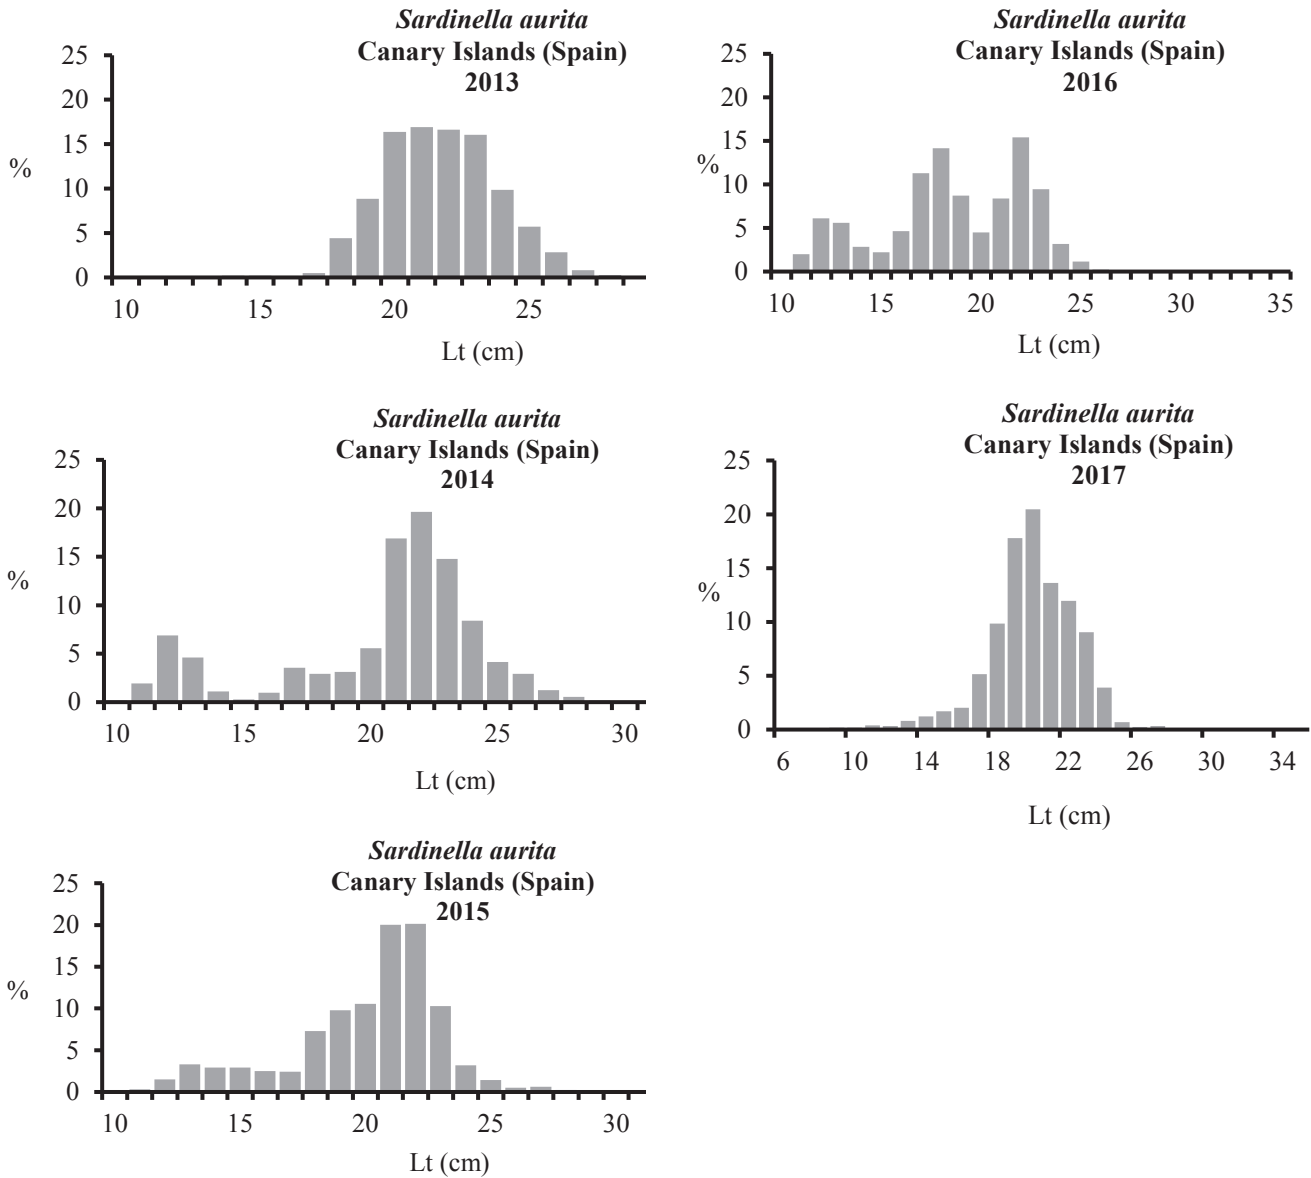 Sardinella aurita
Canary Islands (Spain)
2013
25
20
15
10
5
0
%
10 15 20 25
Lt (cm)
Sardinella aurita
Canary Islands (Spain)
2016
25
20
15
10
5
0
%
10 15 20 25 30 35
Lt (cm)
Sardinella aurita
Canary Islands (Spain)
2014
25
20
15
10
5
0
%
10 15 20 25 30
Lt (cm)
Sardinella aurita
Canary Islands (Spain)
2017
25
20
15
10
5
0
%
6 10 14 18 22 26 30 34
Lt (cm)
Sardinella aurita
Canary Islands (Spain)
2015
25
20
15
10
5
0
%
10 15 20 25 30
Lt (cm)